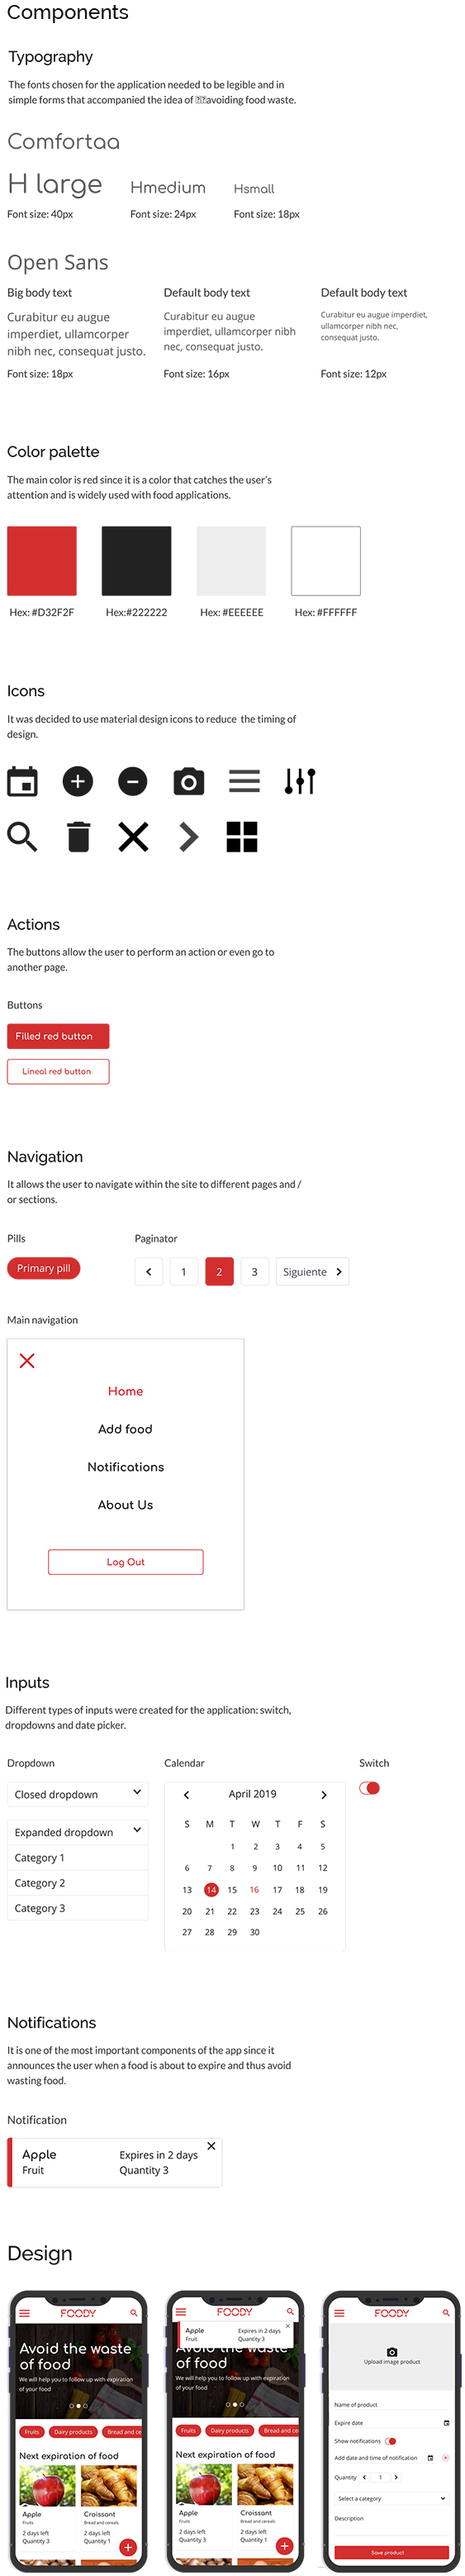 Components
Typography
The fonts chosen for the application needed to be legible and in
simple forms that accompanied the idea of avoiding food waste.
Comfortaa
H large
Hmedium
Hsmall
Font size: 40px
Font size: 24px
Font size: 18px
Open Sans
Big body text
Default body text
Default body text
Curabitur eu augue
imperdiet, ullamcorper
nibh nec, consequat justo.
Curabitur eu augue
imperdiet, ullamcorper nibh
nec, consequat justo.
Curabitur eu augue imperdiet,
ullamcorper nibh nec,
consequat justo.
Font size: 18px
Font size: 16px
Font size: 12px
Color palette
The main color is red since it is a color that catches the user's
attention and is widely used with food applications.
Hex: #D32F2F
Hex:#222222
Hex: #EEEEEE
Hex: #FFFFFF
Icons
It was decided to use material design icons to reduce the timing of
design.
Actions
The buttons allow the user to perform an action or even go to
another page.
Buttons
Filled red button
Lineal red button
Navigation
It allows the user to navigate within the site to different pages and /
or sections.
Pills
Paginator
Primary pill
1
2
3
Siguiente
Main navigation
Home
Add food
Notifications
About Us
Log Out
Inputs
Different types of inputs were created for the application: switch,
dropdowns and date picker.
Dropdown
Calendar
Switch
Closed dropdown
Expanded dropdown
Category 1
Category 2
Category 3
April 2019
S M T W T F S
1 2 3 4 5
6 7 8 9 10 11 12
13 14 15 16 17 18 19
20 21 22 23 24 25 26
27 28 29 30
Notifications
It is one of the most important components of the app since it
announces the user when a food is about to expire and thus avoid
wasting food.
Notification
Apple
Fruit
Expires in 2 days
Quantity 3
Design
FOODY
Avoid the waste
of food
We will help you to follow up with expiration
of your food
Fruits
Dairy products
Bread and ce
Next expiration of food
Apple
Fruits
2 days left
Quantity 3
Croissant
Bread and cereals
2 days left
Quantity 1
FOODY
Apple
Fruit
Expires in 2 days
Quantity 3
Avoid the waste
of food
We will help you to follow up with expiration
of your food
Fruits
Dairy products
Bread and ce
Next expiration of food
Apple
Fruits
2 days left
Quantity 3
Croissant
Bread and cereals
2 days left
Quantity 1
FOODY
Upload image product
Name of product
Expire date
Show notifications
Add date and time of notification
Quantity
1
Select a category
Description
Save product